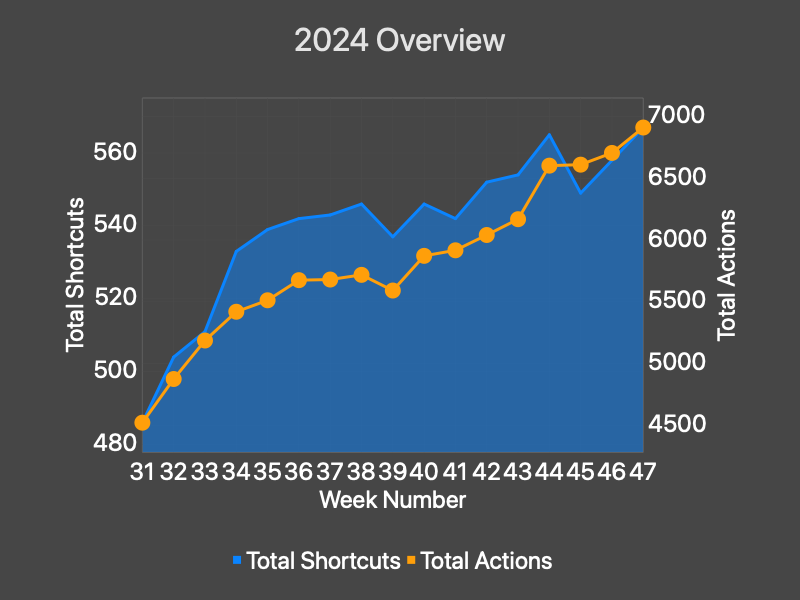 2024 Overview
7000
560
6500
540
6000
Total Shortcuts
Total Actions
520
5500
500
5000
480
4500
31 32 33 34 35 36 37 38 39 40 41 42 43 44 45 46 47
Week Number
Total Shortcuts Total Actions